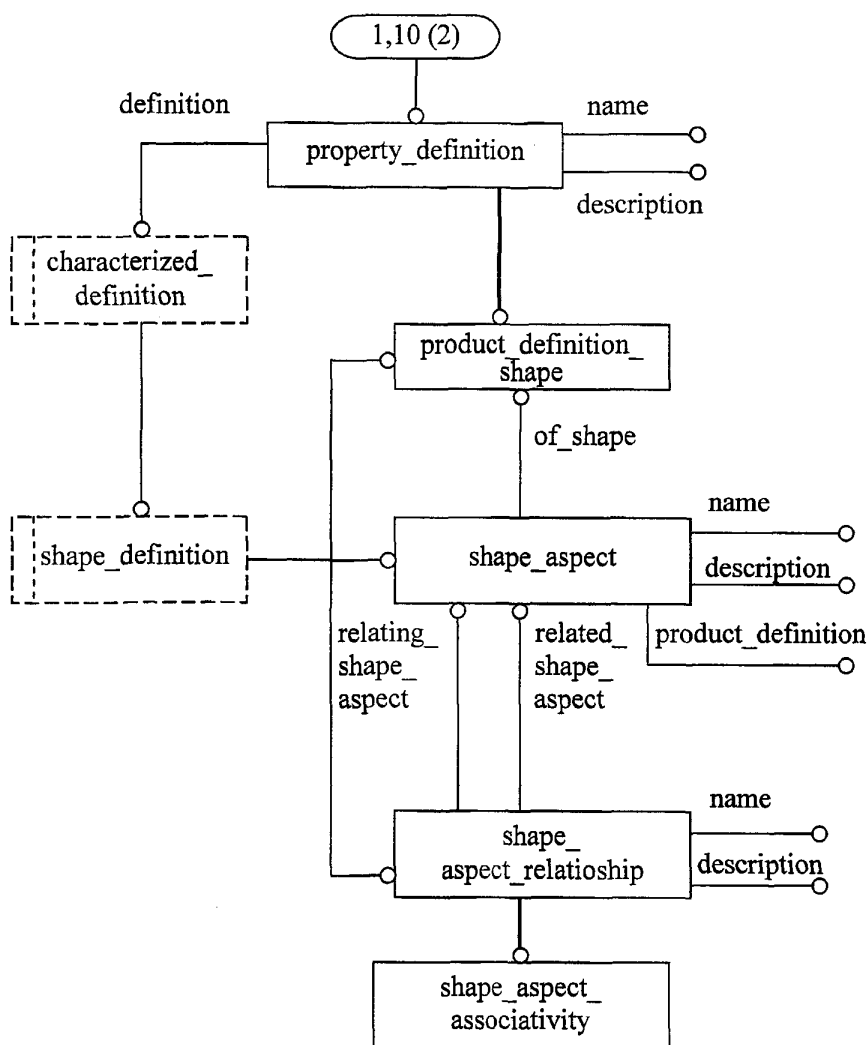 1,10 (2)
definition
name
property_definition
description
characterized_
definition
product_definition_
shape
of_shape
name
shape_definition
shape_aspect
description
relating_
shape_
aspect
related_
shape_
aspect
product_definition
name
shape_
aspect_relatioship
description
shape_aspect_
associativity